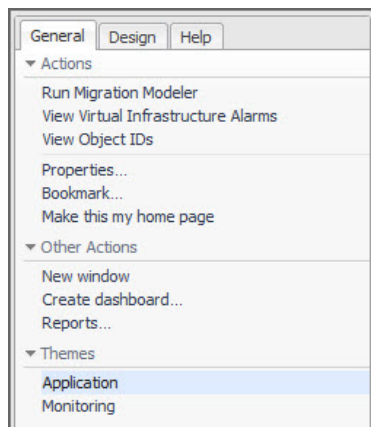 General Design Help
Actions
Run Migration Modeler
View Virtual Infrastructure Alarms
View Object IDs
Properties...
Bookmark...
Make this my home page
Other Actions
New window
Create dashboard...
Reports...
Themes
Application
Monitoring